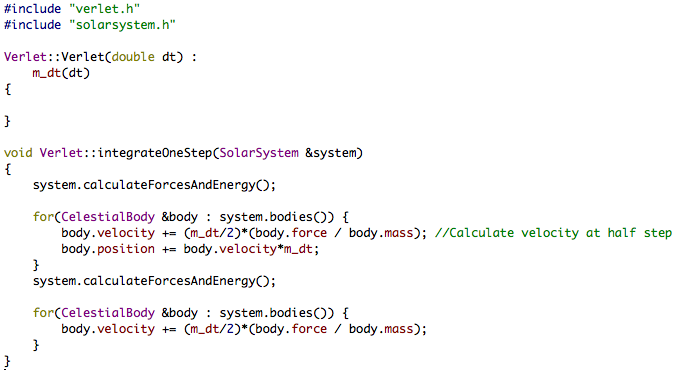 #include "verlet.h"
#include "solarsystem.h"

Verlet::Verlet(double dt) :
    m_dt(dt)
{

}

void Verlet::integrateOneStep(SolarSystem &system)
{
    system.calculateForcesAndEnergy();

    for(CelestialBody &body : system.bodies()) {
        body.velocity += (m_dt/2)*(body.force / body.mass); //Calculate velocity at half step
        body.position += body.velocity*m_dt;
    }
    system.calculateForcesAndEnergy();

    for(CelestialBody &body : system.bodies()) {
        body.velocity += (m_dt/2)*(body.force / body.mass);
    }
}